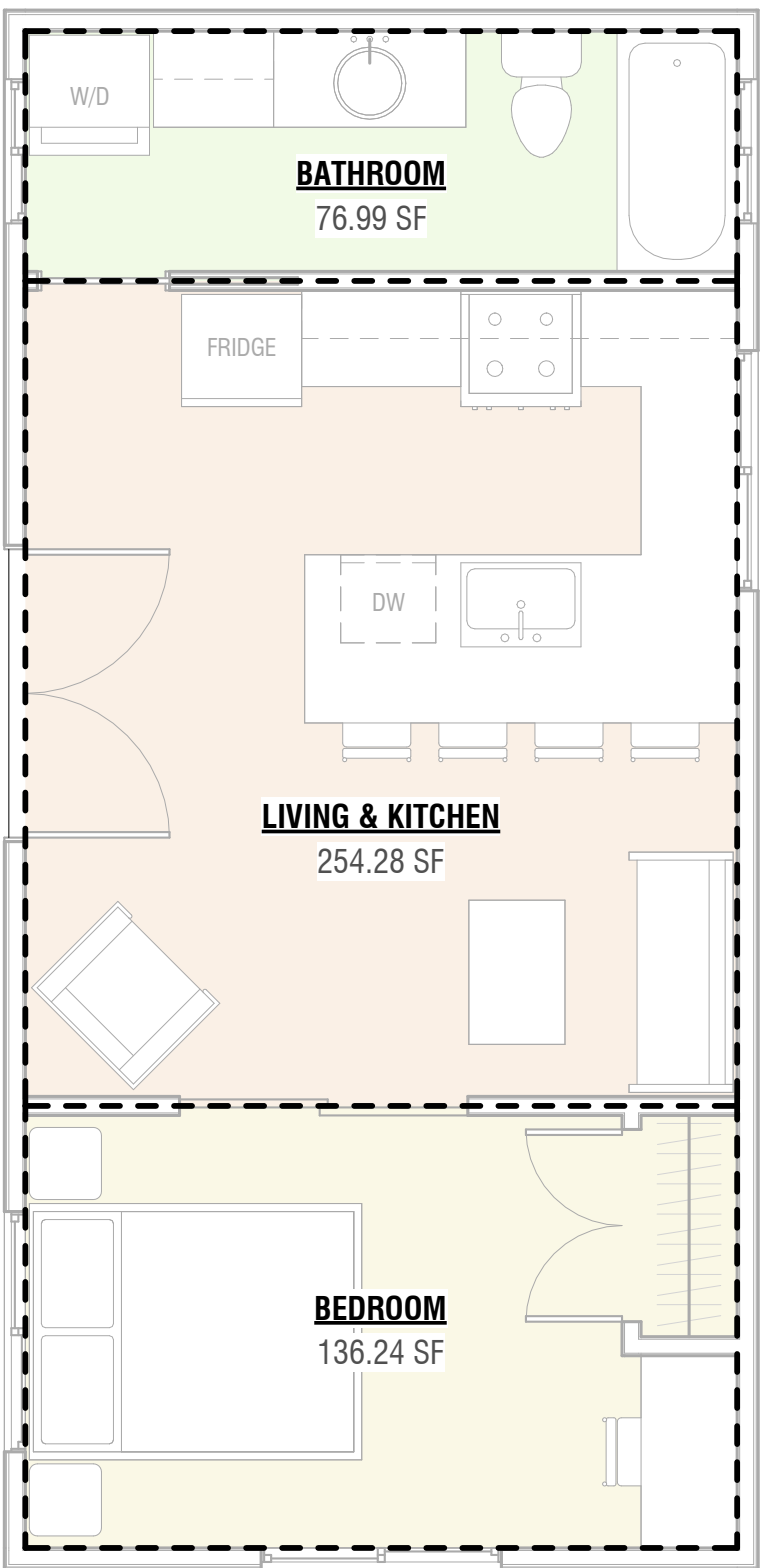 W/D
BATHROOM
76.99 SF
FRIDGE
DW
LIVING & KITCHEN
254.28 SF
BEDROOM
136.24 SF